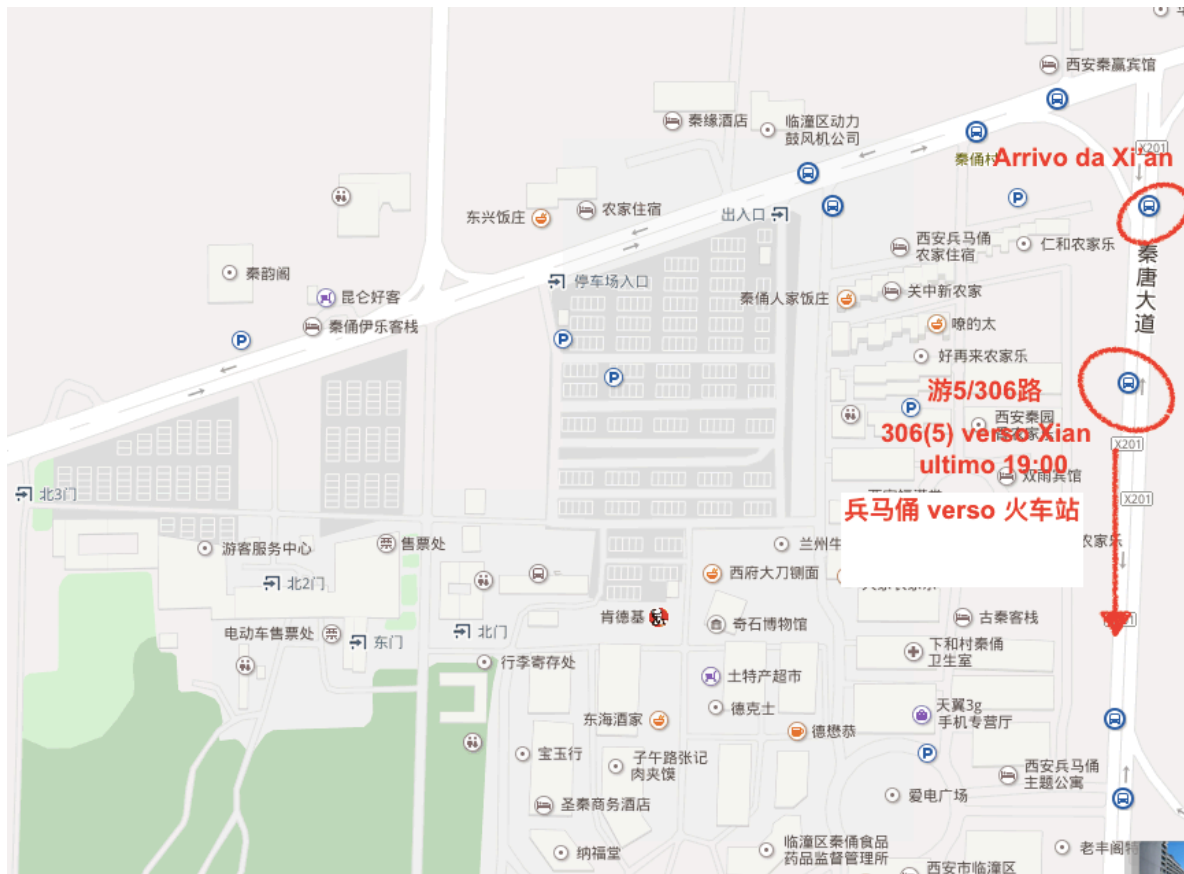 西安秦赢宾馆
秦缘酒店
临潼区动力
鼓风机公司
秦俑村
X201
Arrivo da Xi'an
东兴饭庄
农家住宿
出入口
西安兵马俑
农家住宿
仁和农家乐
秦唐大道
秦韵阁
停车场入口
昆仑好客
秦俑人家饭庄
关中新农家
秦俑伊乐客栈
嘹的太
好再来农家乐
游5/306路
西安秦园
306(5) verso Xian
X201
ultimo 19:00
双雨宾馆
北3门
X201
兵马俑 verso 火车站
游客服务中心
售票处
兰州牛
农家乐
北2门
西府大刀铡面
肯德基
奇石博物馆
古秦客栈
电动车售票处
东门
北门
下和村秦俑
卫生室
行李寄存处
土特产超市
德克士
天翼3g
手机专营厅
东海酒家
德懋恭
宝玉行
子午路张记
肉夹馍
西安兵马俑
主题公寓
圣秦商务酒店
爱电广场
纳福堂
临潼区秦俑食品
药品监督管理所
老丰阁特
西安市临潼区